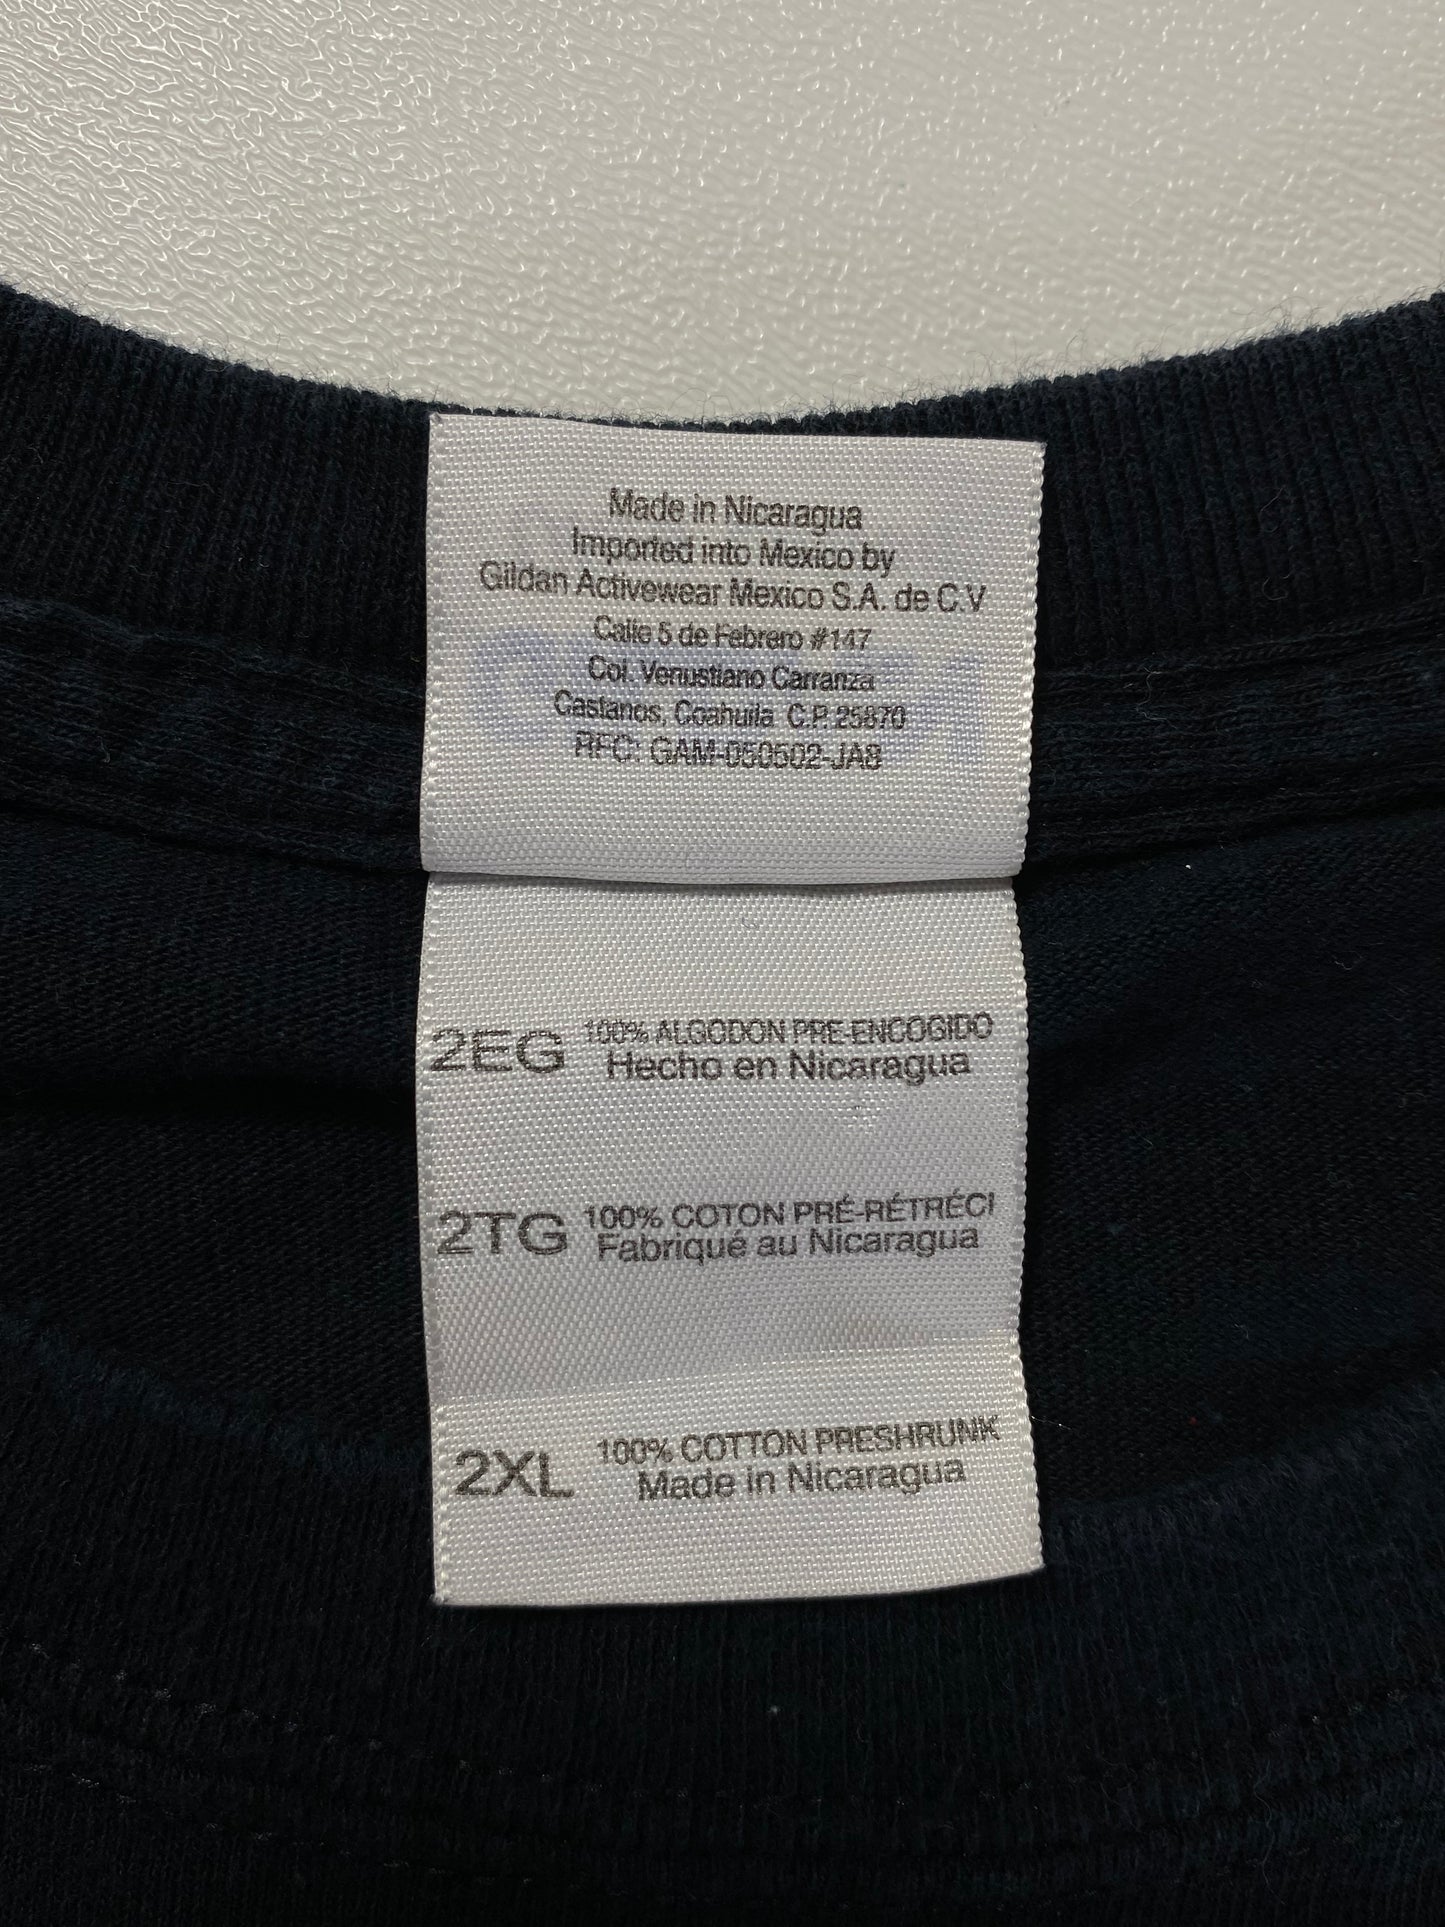 Made in Nicaragua
Imported into Mexico by
Gildan Activewear Mexico S.A. de C.V
Calle 5 de Febrero #147
Col. Venustiano Carranza
Castanos, Coahuila C.P. 25870
RFC: GAM-050502-JA8
2EG 100% ALGODON PRE-ENCOGIDO
Hecho en Nicaragua
2TG 100% COTON PRÉ-RÉTRÉCI
Fabriqué au Nicaragua
2XL 100% COTTON PRESHRUNK
Made in Nicaragua